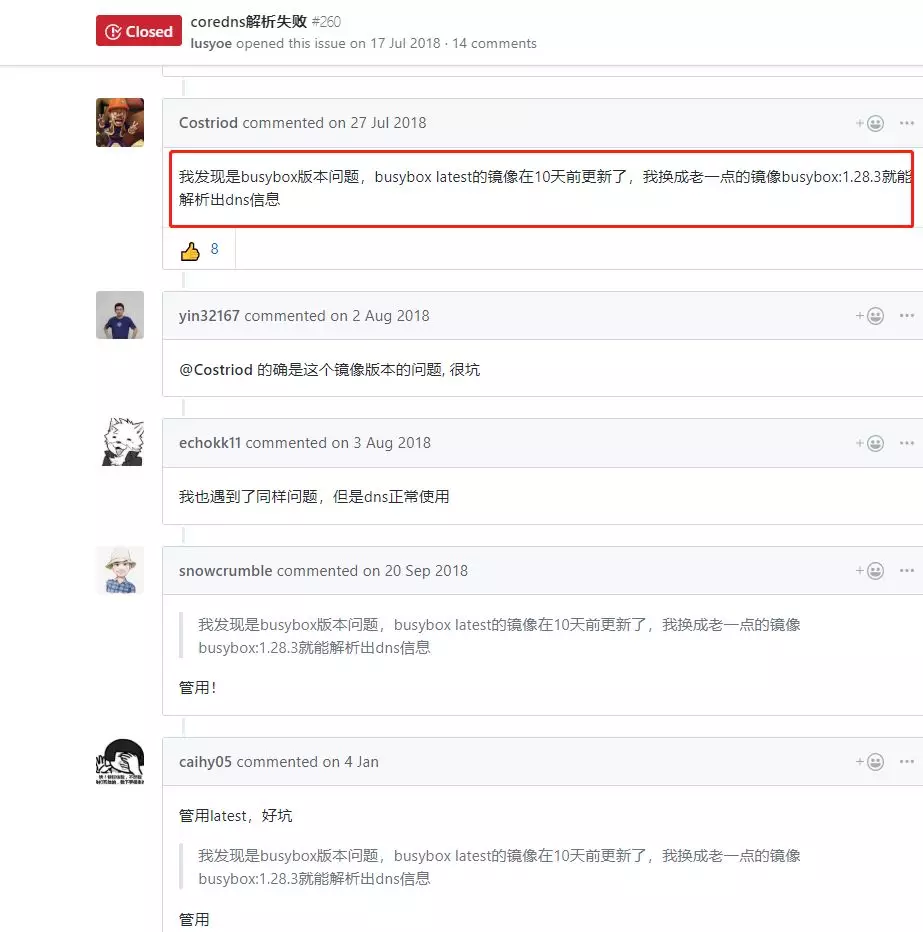 Closed
coredns解析失败 #260
lusyoe opened this issue on 17 Jul 2018 · 14 comments
Costriod commented on 27 Jul 2018
我发现是busybox版本问题，busybox latest的镜像在10天前更新了，我换成老一点的镜像busybox:1.28.3就能
解析出dns信息
8
yin32167 commented on 2 Aug 2018
@Costriod 的确是这个镜像版本的问题, 很坑
echokk11 commented on 3 Aug 2018
我也遇到了同样问题，但是dns正常使用
snowcrumble commented on 20 Sep 2018
我发现是busybox版本问题，busybox latest的镜像在10天前更新了，我换成老一点的镜像
busybox:1.28.3就能解析出dns信息
管用！
caihy05 commented on 4 Jan
管用latest，好坑
我发现是busybox版本问题，busybox latest的镜像在10天前更新了，我换成老一点的镜像
busybox:1.28.3就能解析出dns信息
管用